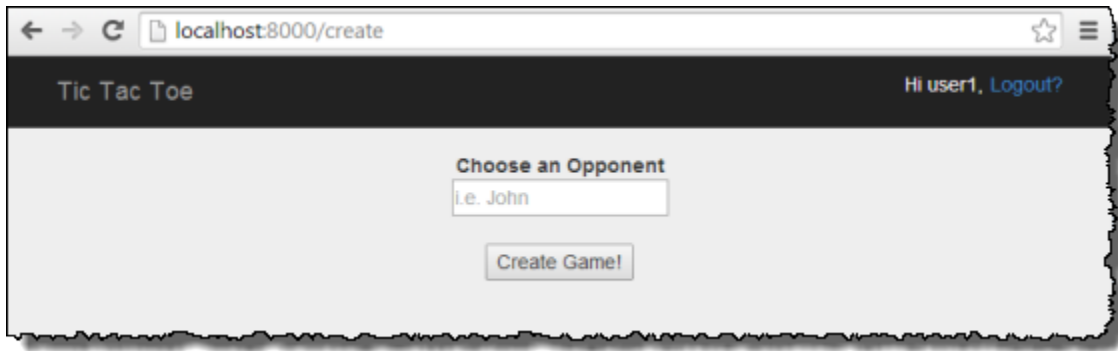 localhost:8000/create
Tic Tac Toe
Hi user1, Logout?
Choose an Opponent
i.e. John
Create Game!